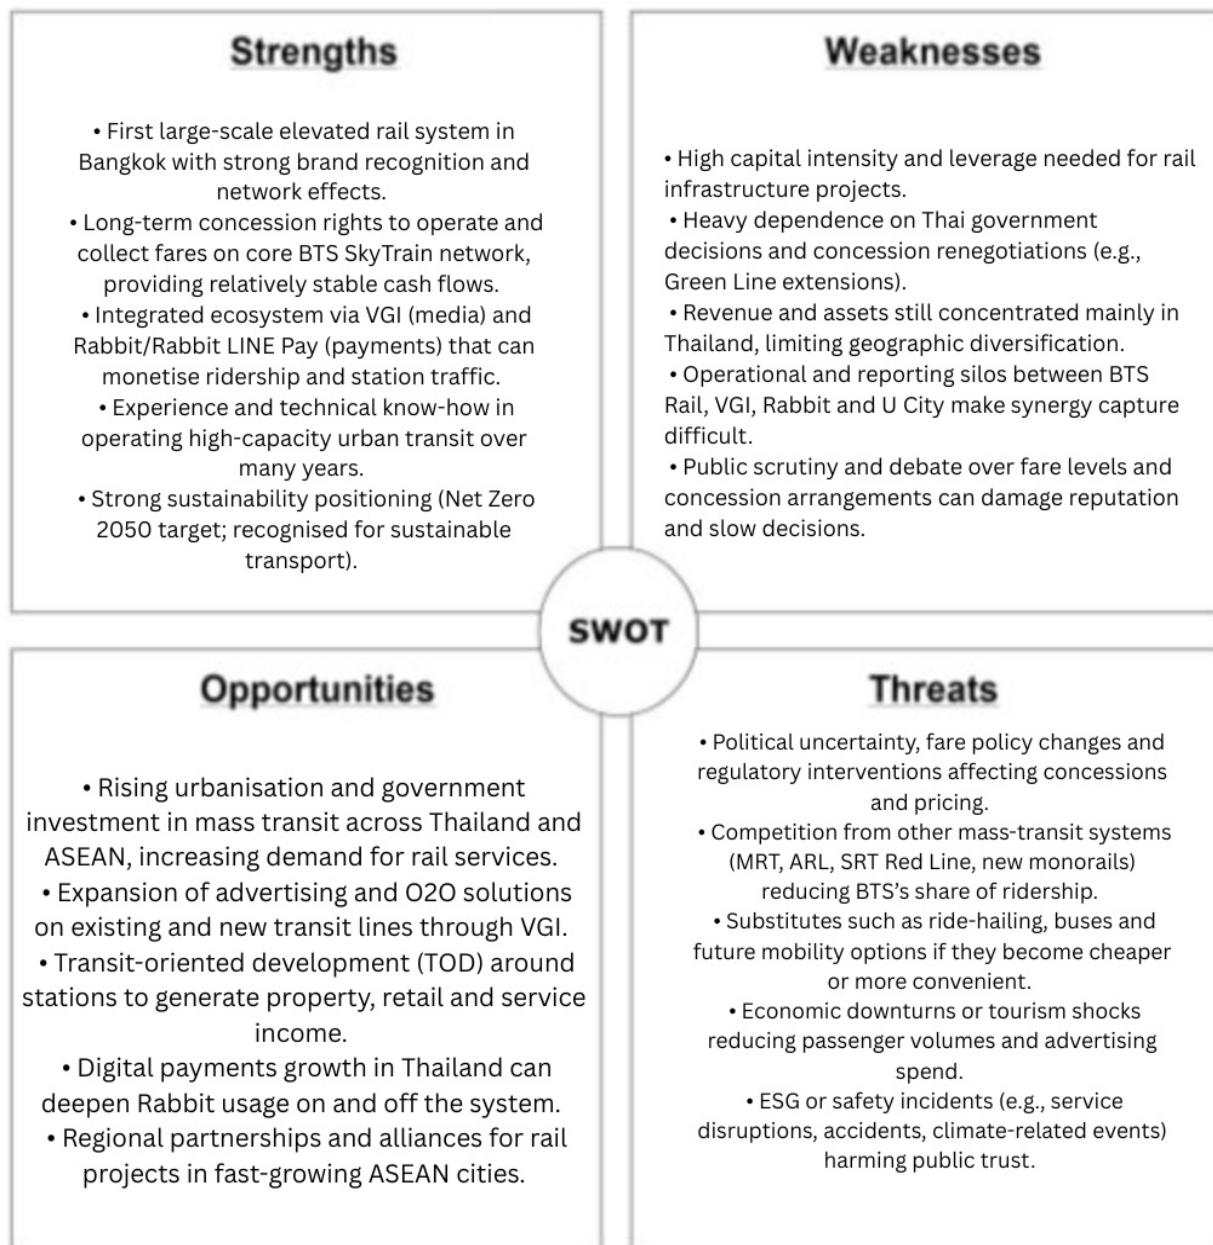 Strengths
• First large-scale elevated rail system in
Bangkok with strong brand recognition and
network effects.
• Long-term concession rights to operate and
collect fares on core BTS SkyTrain network,
providing relatively stable cash flows.
• Integrated ecosystem via VGI (media) and
Rabbit/Rabbit LINE Pay (payments) that can
monetise ridership and station traffic.
• Experience and technical know-how in
operating high-capacity urban transit over
many years.
• Strong sustainability positioning (Net Zero
2050 target; recognised for sustainable
transport).
Weaknesses
• High capital intensity and leverage needed for rail
infrastructure projects.
• Heavy dependence on Thai government
decisions and concession renegotiations (e.g.,
Green Line extensions).
• Revenue and assets still concentrated mainly in
Thailand, limiting geographic diversification.
• Operational and reporting silos between BTS
Rail, VGI, Rabbit and U City make synergy capture
difficult.
• Public scrutiny and debate over fare levels and
concession arrangements can damage reputation
and slow decisions.
SWOT
Opportunities
• Rising urbanisation and government
investment in mass transit across Thailand and
ASEAN, increasing demand for rail services.
• Expansion of advertising and O2O solutions
on existing and new transit lines through VGI.
• Transit-oriented development (TOD) around
stations to generate property, retail and service
income.
• Digital payments growth in Thailand can
deepen Rabbit usage on and off the system.
• Regional partnerships and alliances for rail
projects in fast-growing ASEAN cities.
Threats
• Political uncertainty, fare policy changes and
regulatory interventions affecting concessions
and pricing.
• Competition from other mass-transit systems
(MRT, ARL, SRT Red Line, new monorails)
reducing BTS's share of ridership.
• Substitutes such as ride-hailing, buses and
future mobility options if they become cheaper
or more convenient.
• Economic downturns or tourism shocks
reducing passenger volumes and advertising
spend.
• ESG or safety incidents (e.g., service
disruptions, accidents, climate-related events)
harming public trust.